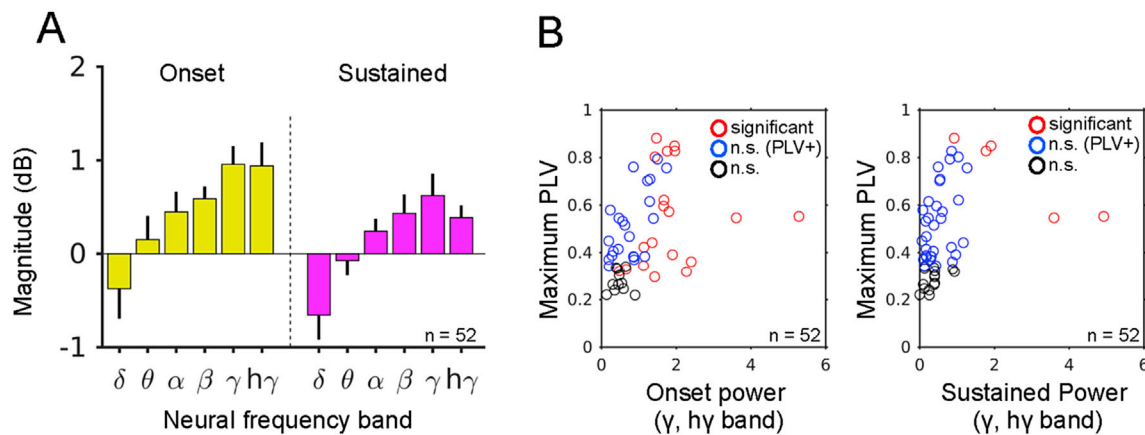 A
Onset
Sustained
Magnitude (dB)
2
1
0
-1
n = 52
δ θ α β γ hγ
δ θ α β γ hγ
Neural frequency band
B
Maximum PLV
1
0.8
0.6
0.4
0.2
0
significant
n.s. (PLV+)
n.s.
n = 52
0 2 4 6
Onset power
(γ, hγ band)
Maximum PLV
1
0.8
0.6
0.4
0.2
0
significant
n.s. (PLV+)
n.s.
n = 52
0 2 4 6
Sustained Power
(γ, hγ band)